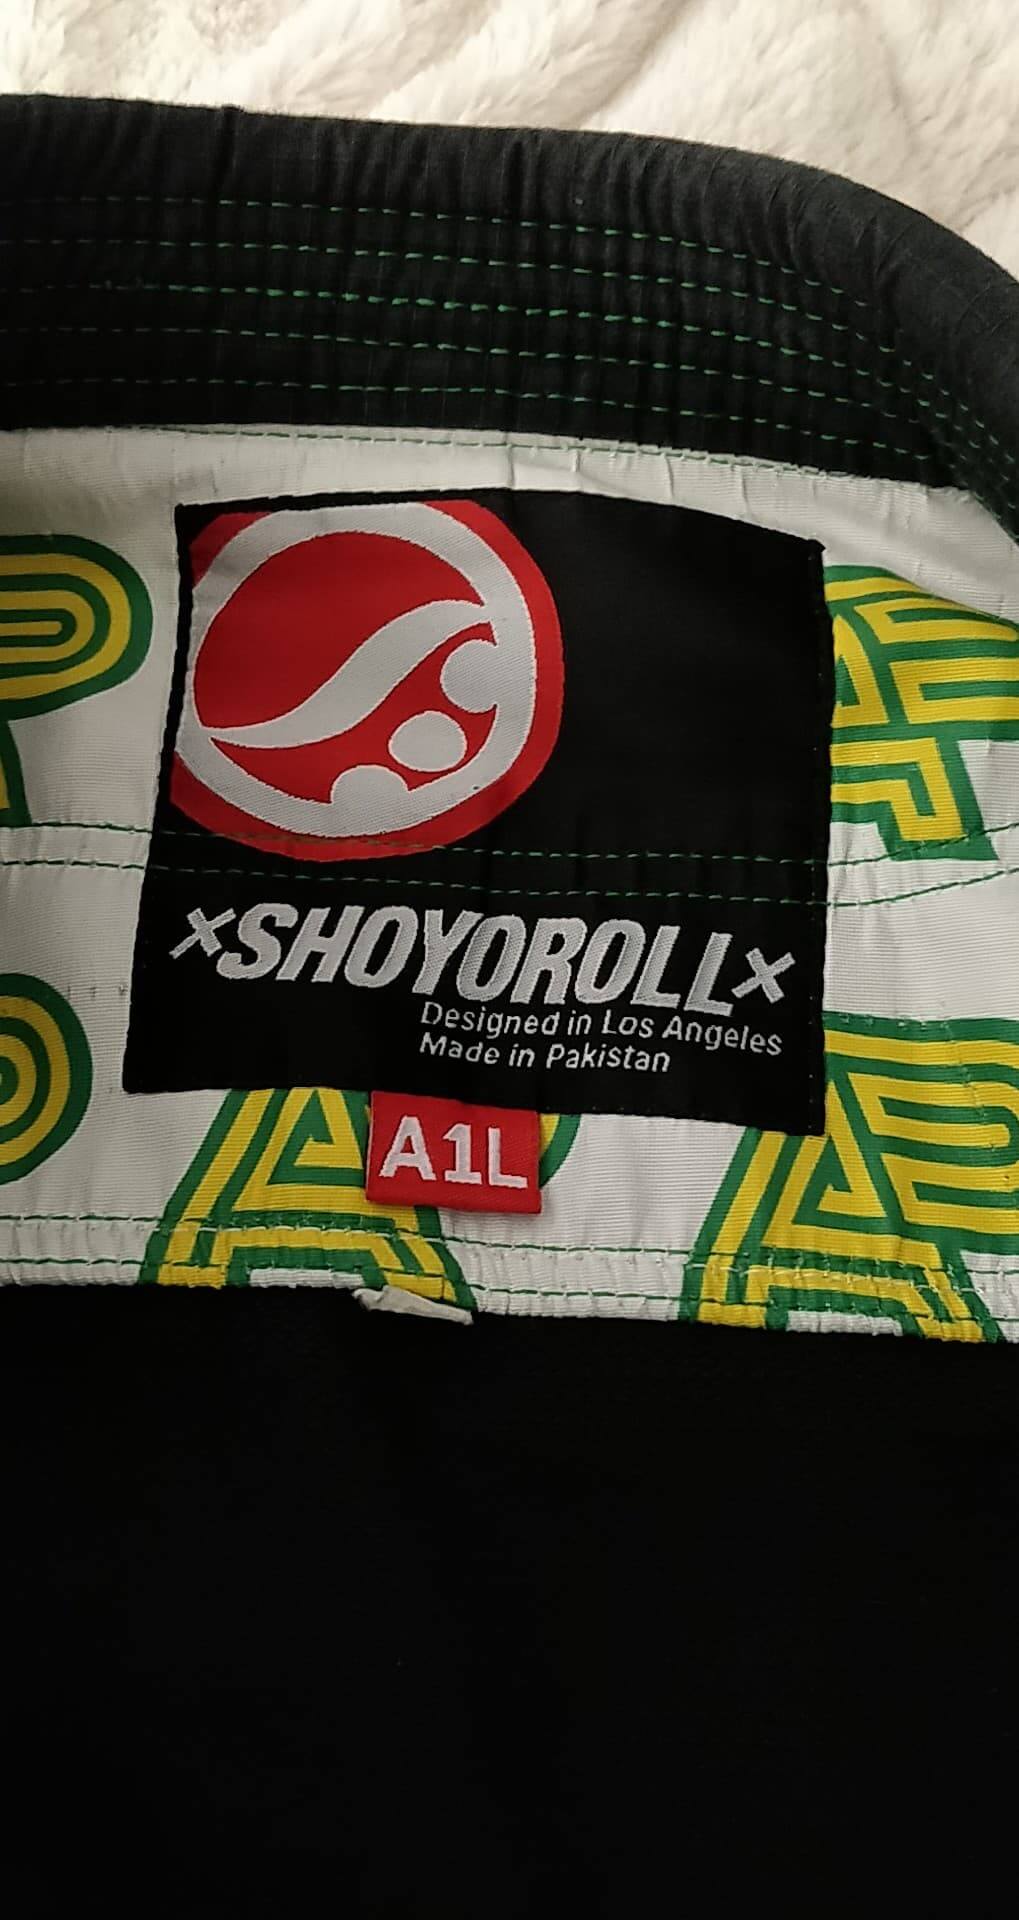 ×SHOYOROLL×
Designed in Los Angeles
Made in Pakistan
A1L